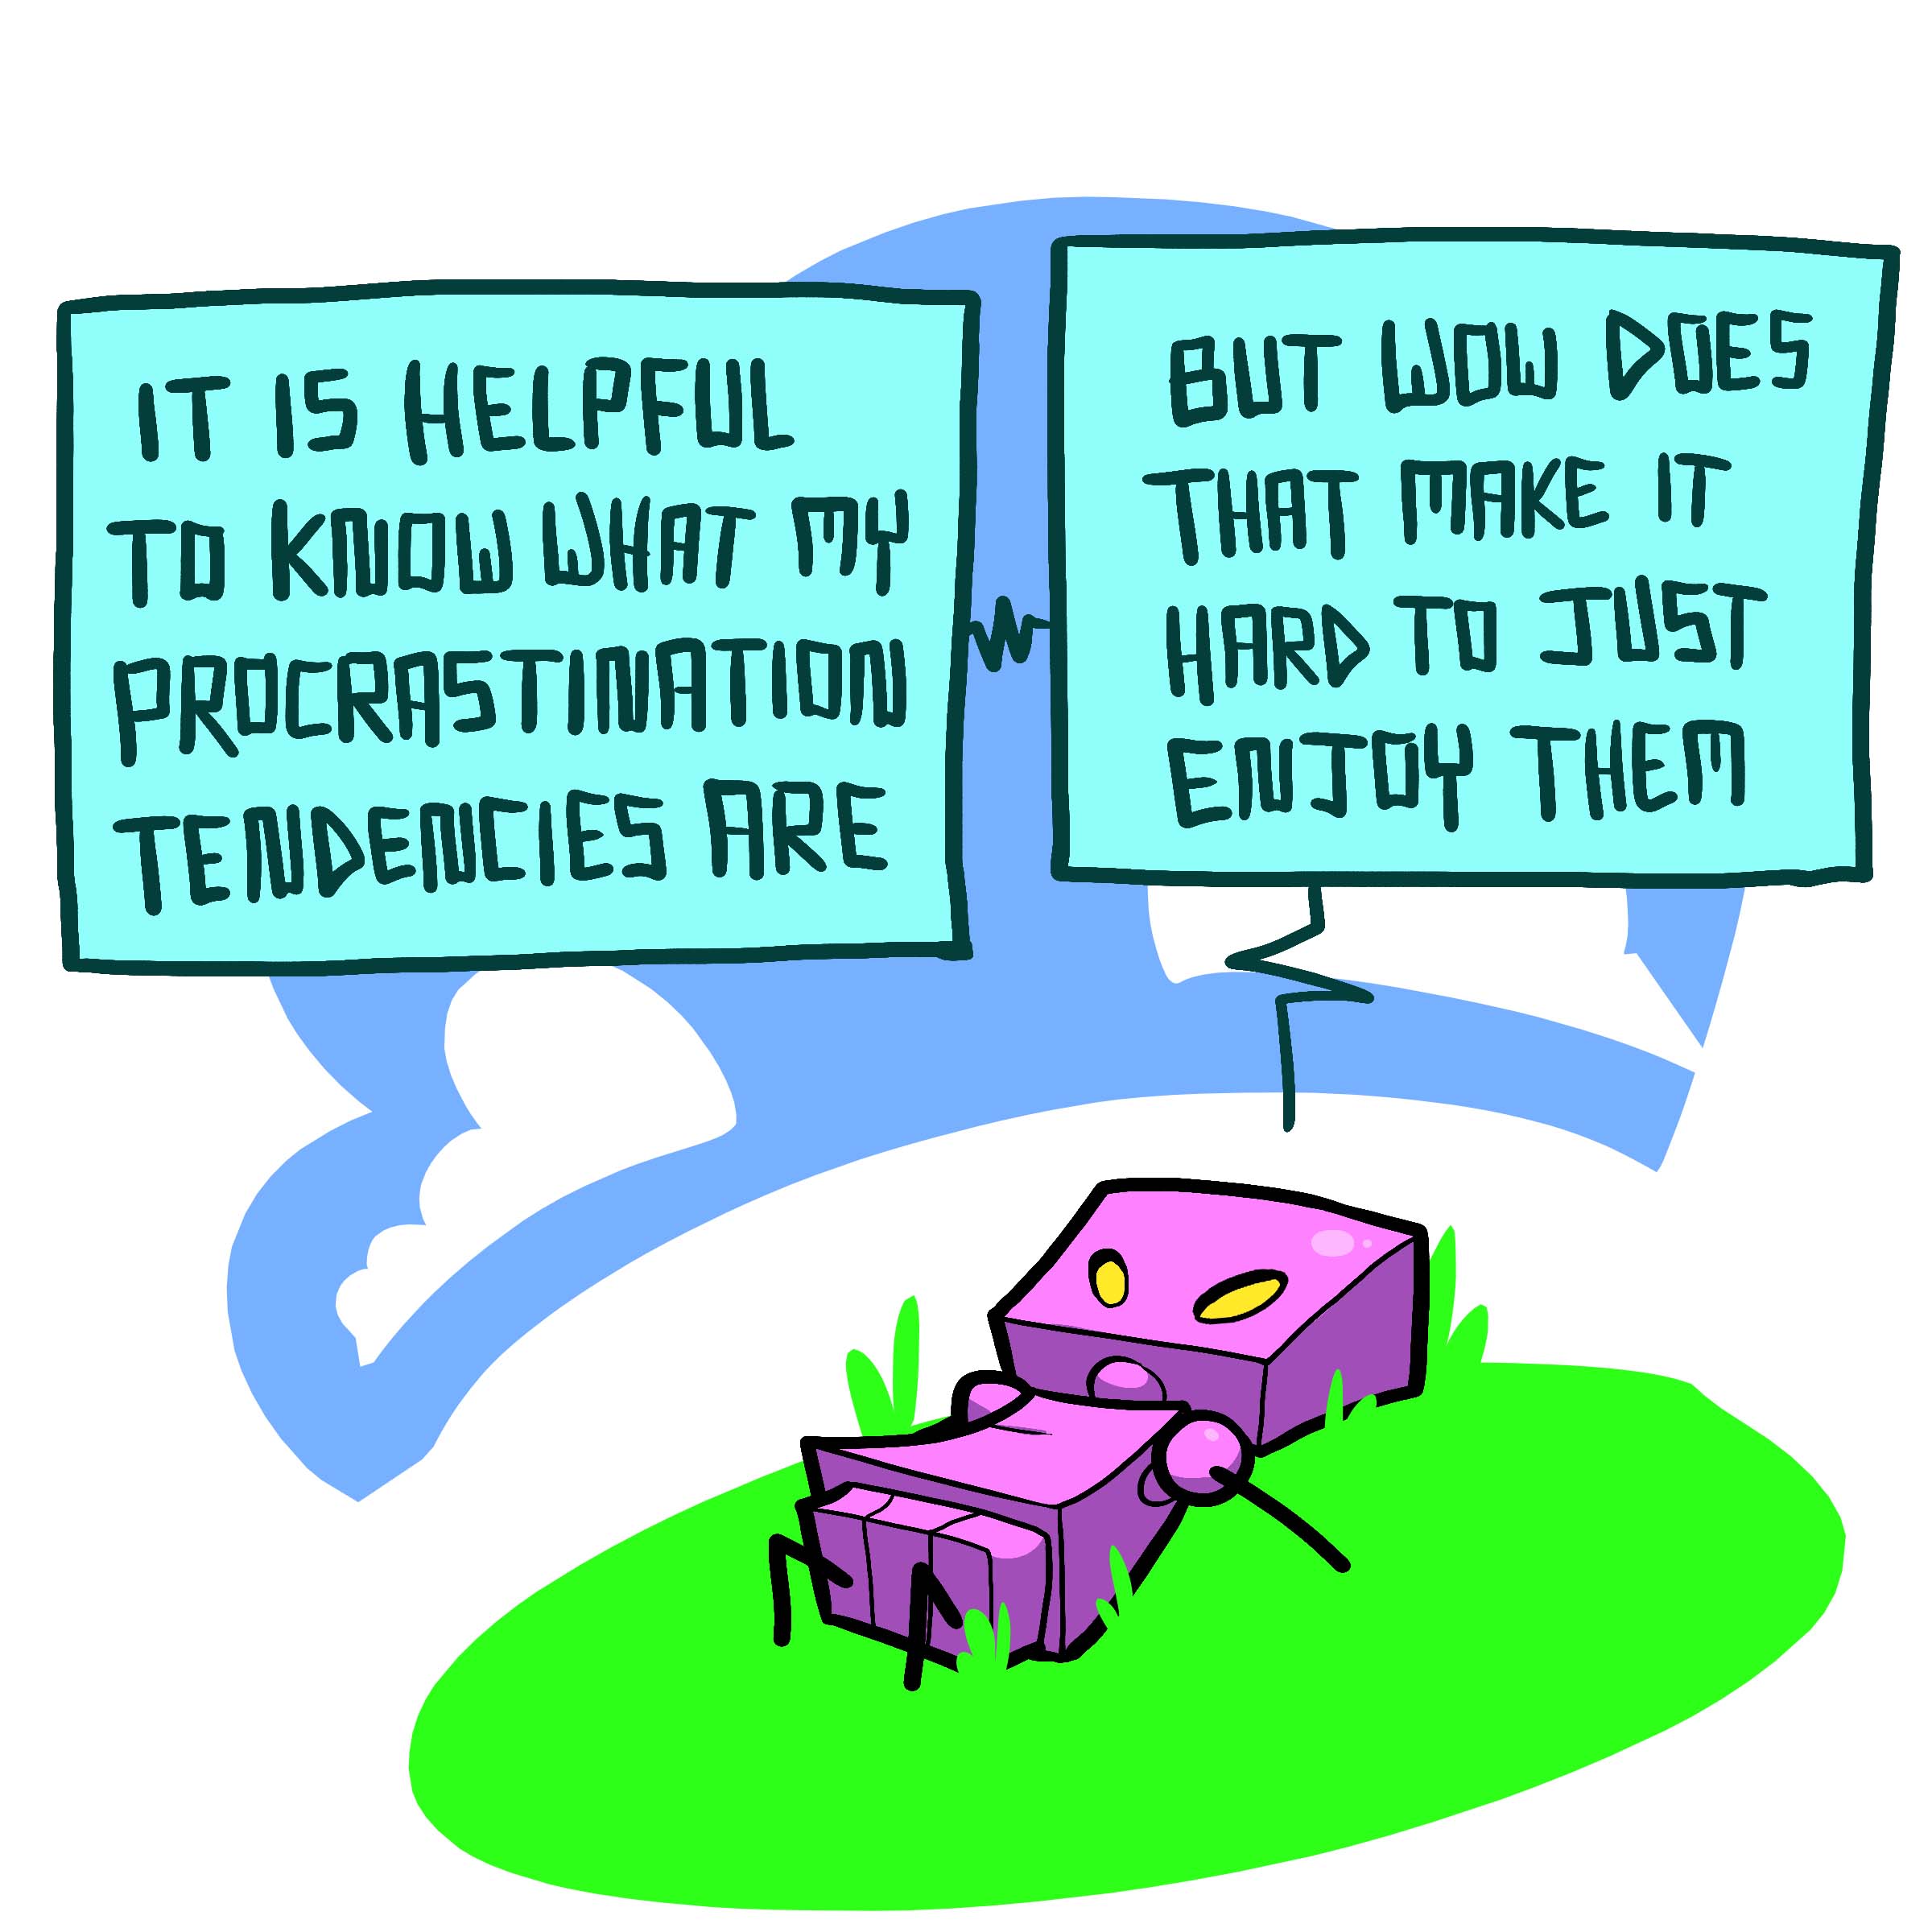 IT IS HELPFUL
TO KNOW WHAT MY
PROCRASTINATION
TENDENCIES ARE
BUT WOW DOES
THAT MAKE IT
HARD TO JUST
ENJOY THEM